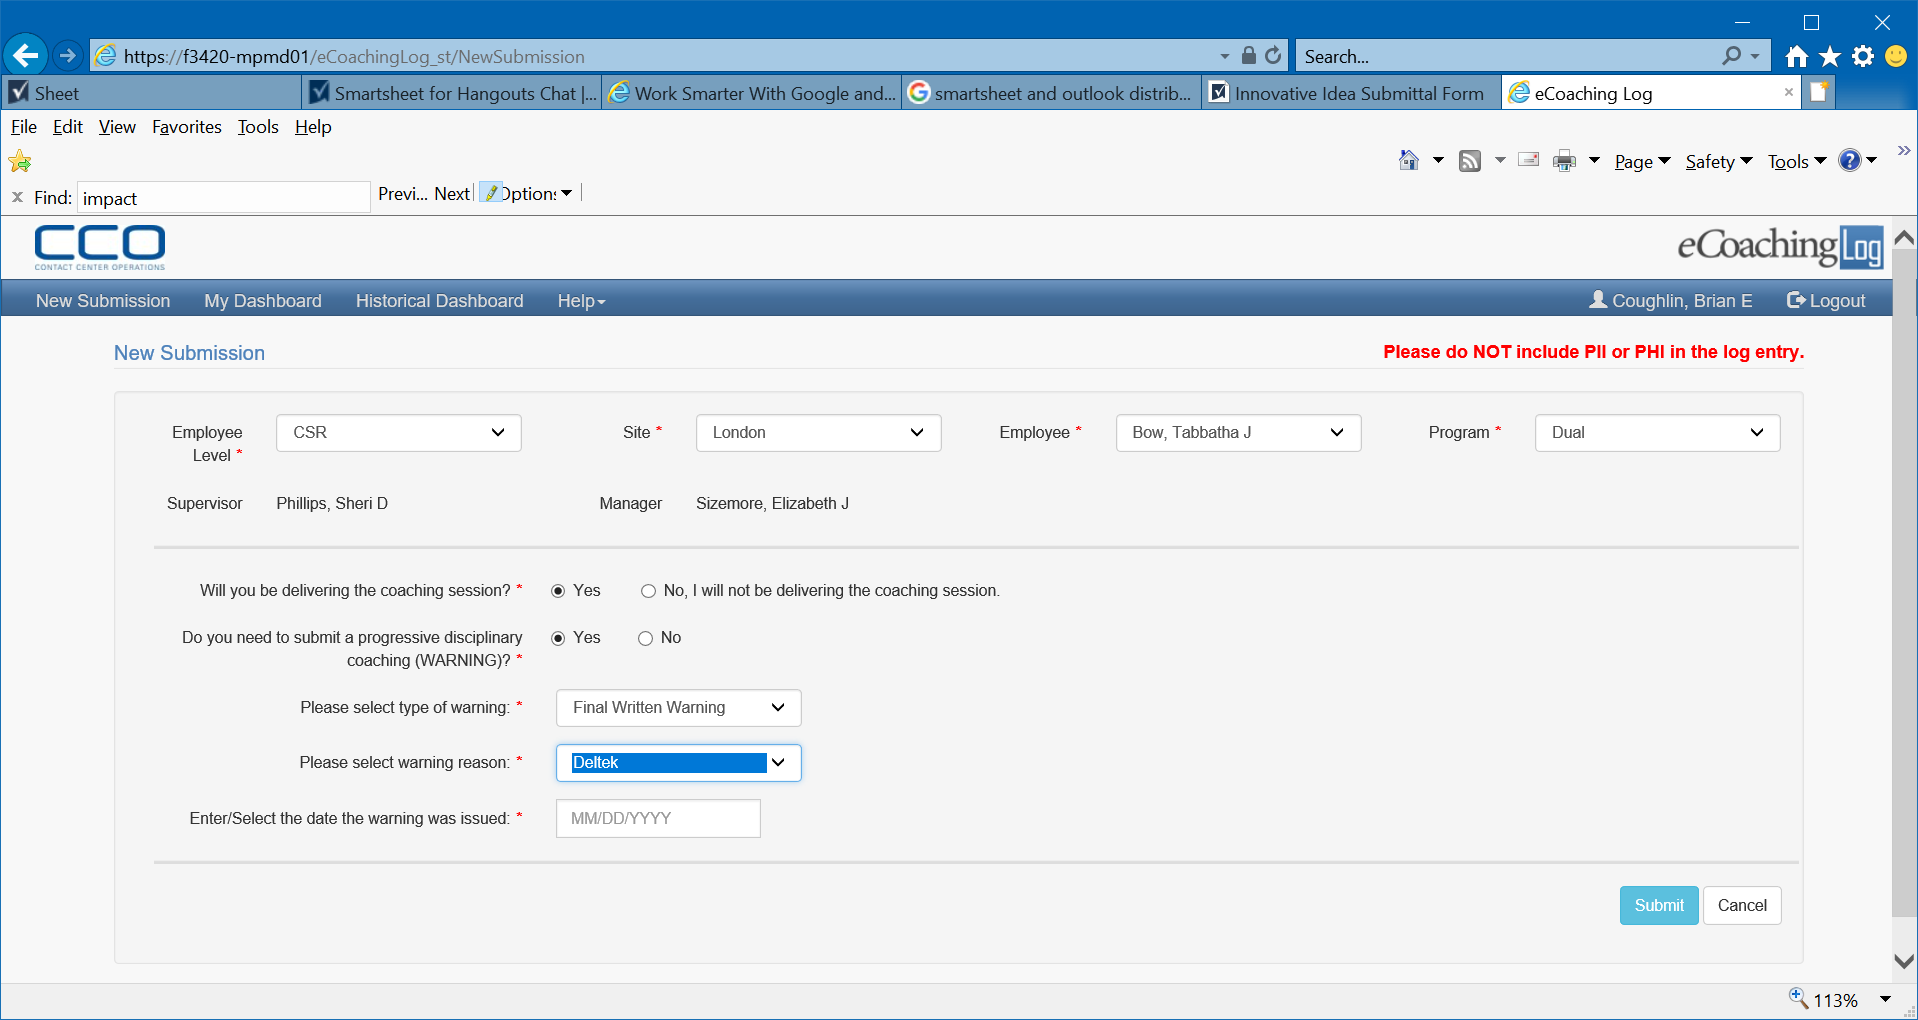 https://f3420-mpmd01/eCoachingLog_st/NewSubmission
Search...
Sheet
Smartsheet for Hangouts Chat |...
Work Smarter With Google and...
smartsheet and outlook distrib...
Innovative Idea Submittal Form
eCoaching Log
File Edit View Favorites Tools Help
Page Safety Tools
x Find: impact Previ... Next Options
CCO
CONTACT CENTER OPERATIONS
eCoachingLog
New Submission My Dashboard Historical Dashboard Help Coughlin, Brian E Logout
New Submission Please do NOT include PII or PHI in the log entry.
Employee Level * CSR Site * London Employee * Bow, Tabbatha J Program * Dual
Supervisor Phillips, Sheri D Manager Sizemore, Elizabeth J
Will you be delivering the coaching session? * Yes No, I will not be delivering the coaching session.
Do you need to submit a progressive disciplinary
coaching (WARNING)? * Yes No
Please select type of warning: * Final Written Warning
Please select warning reason: * Deltek
Enter/Select the date the warning was issued: * MM/DD/YYYY
Submit Cancel
113%